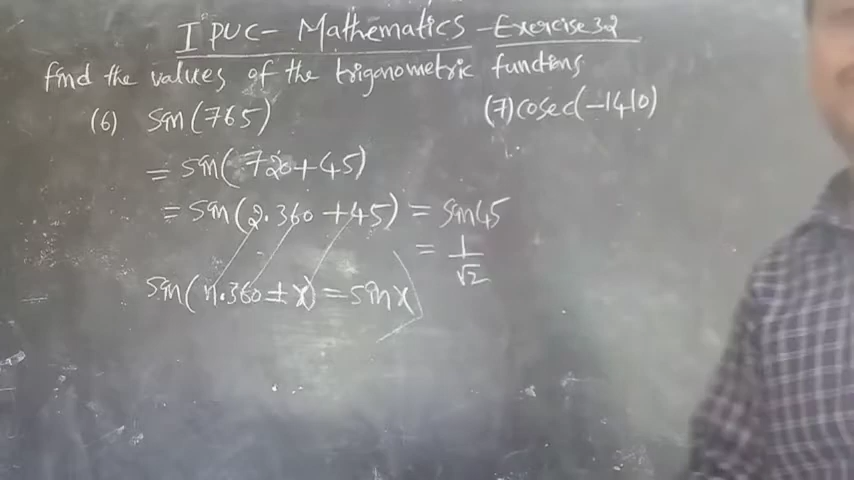 I PUC - Mathematics - Exercise 3.2
find the values of the trigonometric functions
(6) sin(765)
= sin(720+45)
= sin(2.360 +45) = sin45
= 1/√2
sin(n.360 ± x) = sinx
(7) cosec(-1410)